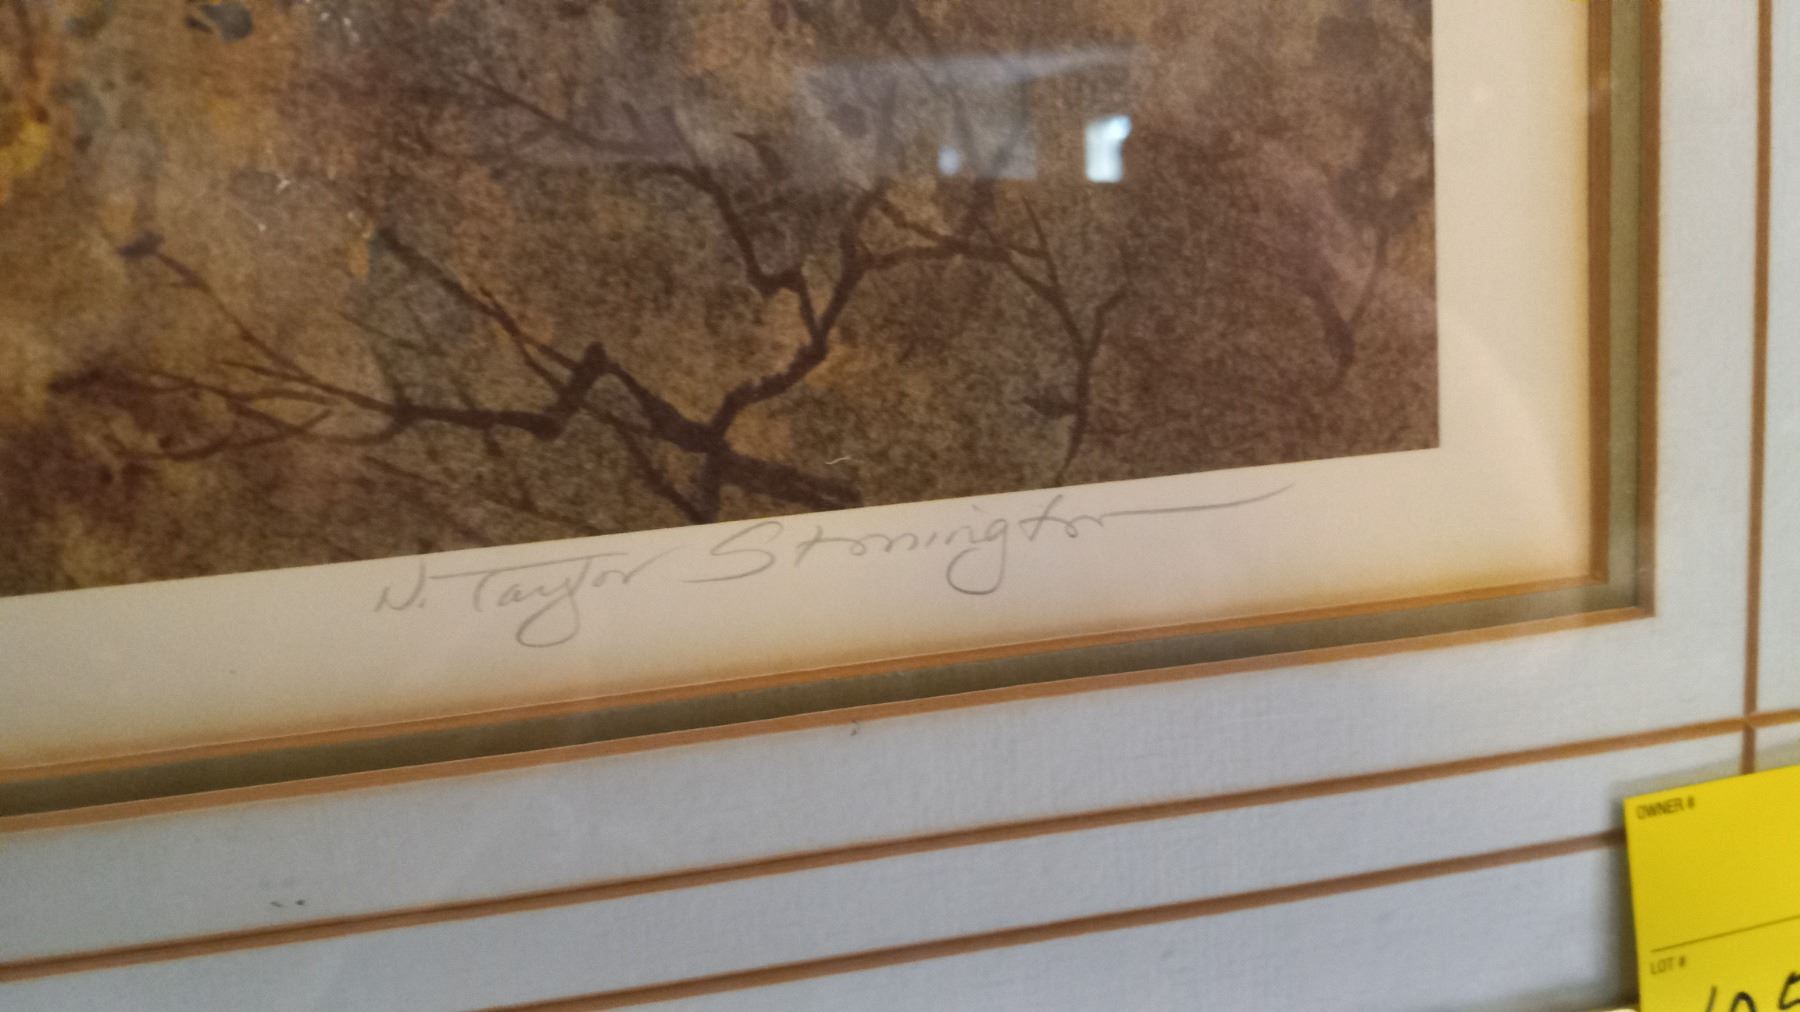 N. Taylor Stonington
OWNER #
LOT #